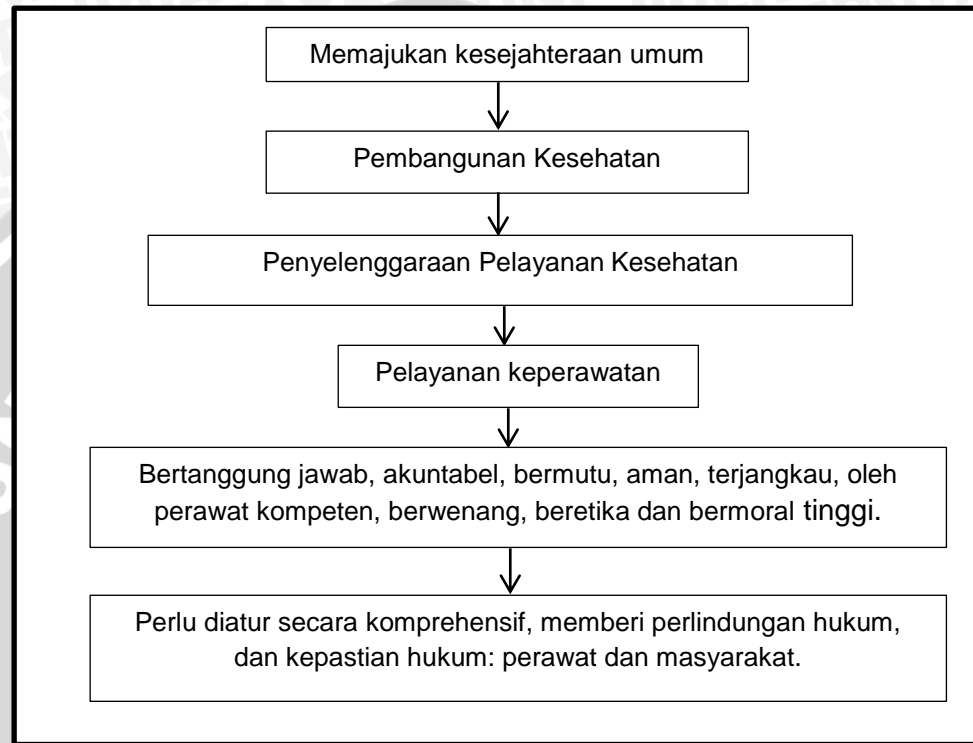 Memajukan kesejahteraan umum
Pembangunan Kesehatan
Penyelenggaraan Pelayanan Kesehatan
Pelayanan keperawatan
Bertanggung jawab, akuntabel, bermutu, aman, terjangkau, oleh
perawat kompeten, berwenang, beretika dan bermoral tinggi.
Perlu diatur secara komprehensif, memberi perlindungan hukum,
dan kepastian hukum: perawat dan masyarakat.